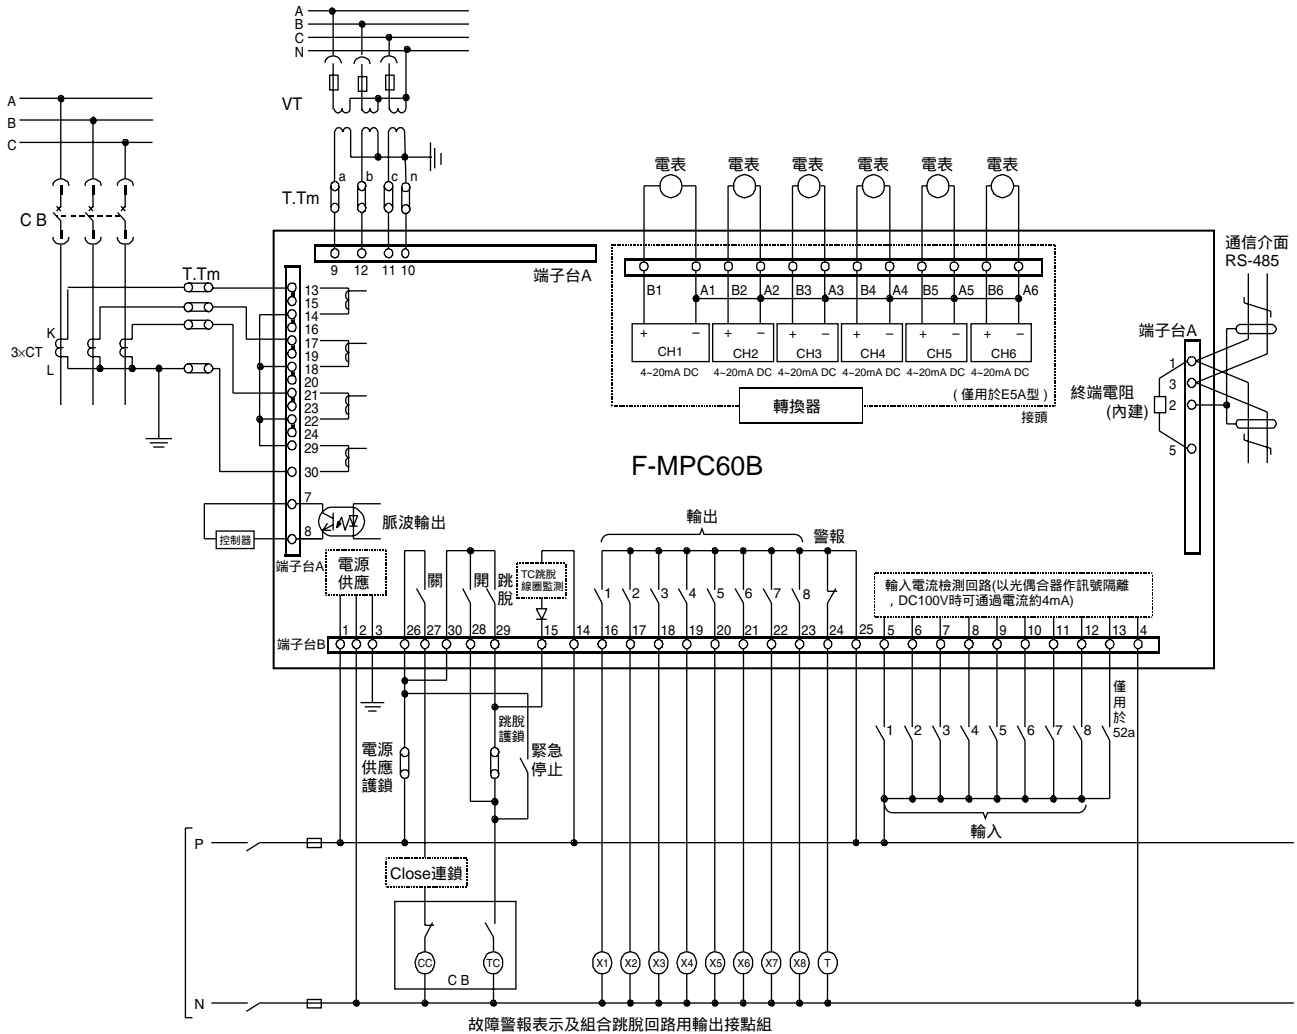 A
B
C
N
VT
A
B
C
a b c n
T.Tm
C B
電表 電表 電表 電表 電表 電表
9 12 11 10
端子台A
通信介面
RS-485
T.Tm
13
15
14
16
17
19
18
20
21
23
22
24
29
30
7
8
K
3×CT
L
B1 A1 B2 A2 B3 A3 B4 A4 B5 A5 B6 A6
+ − + − + − + − + − + −
CH1 CH2 CH3 CH4 CH5 CH6
4~20mA DC 4~20mA DC 4~20mA DC 4~20mA DC 4~20mA DC 4~20mA DC
(僅用於E5A型)
轉換器
接頭
端子台A
1
3
2
5
終端電阻
(內建)
F-MPC60B
控制器
脈波輸出
端子台A
電源
供應
關
開
跳
脫
TC跳脫
線圈監測
輸出
警報
1 2 3 4 5 6 7 8
輸入電流檢測回路(以光偶合器作訊號隔離
, DC100V時可通過電流約4mA)
端子台B
1 2 3 26 27 30 28 29 15 14 16 17 18 19 20 21 22 23 24 25 5 6 7 8 9 10 11 12 13 4
電源
供應
護鎖
跳脫
護鎖
緊急
停止
1 2 3 4 5 6 7 8
僅
用
於
52a
輸入
P
Close連鎖
CC TC
C B
X1 X2 X3 X4 X5 X6 X7 X8 T
N
故障警報表示及組合跳脫回路用輸出接點組